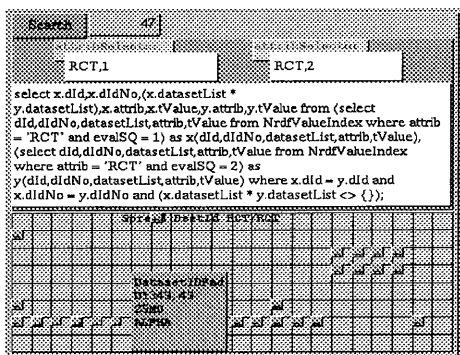 Search 47
attribSelector attribSelector
RCT,1 RCT,2
select x.dId,x.dIdNo,(x.datasetList *
y.datasetList),x.attrib,x.tValue,y.attrib,y.tValue from (select
dId,dIdNo,datasetList,attrib,tValue from NrdfValueIndex where attrib
= 'RCT' and evalSQ = 1) as x(dId,dIdNo,datasetList,attrib,tValue),
(select dId,dIdNo,datasetList,attrib,tValue from NrdfValueIndex
where attrib = 'RCT' and evalSQ = 2) as
y(dId,dIdNo,datasetList,attrib,tValue) where x.dId = y.dId and
x.dIdNo = y.dIdNo and (x.datasetList * y.datasetList <> {});
DatasetIDPad